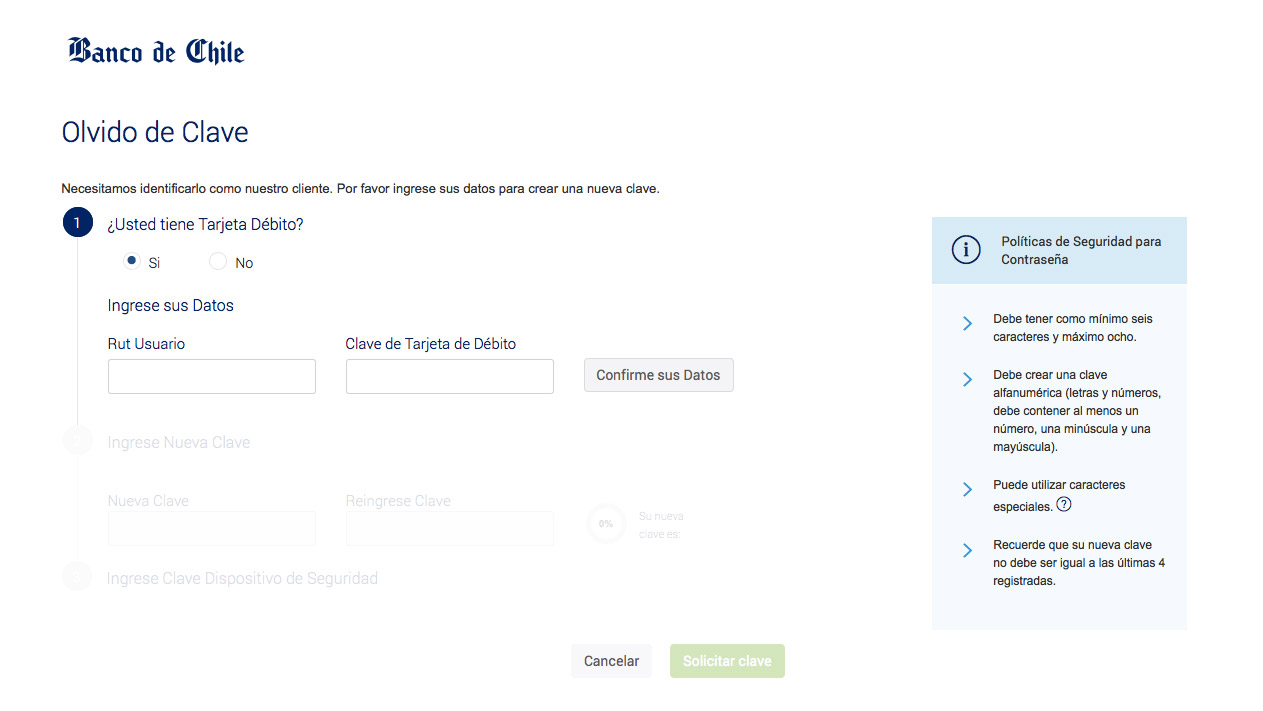 Banco de Chile
Olvido de Clave
Necesitamos identificarlo como nuestro cliente. Por favor ingrese sus datos para crear una nueva clave.
1
¿Usted tiene Tarjeta Débito?
Si
No
Ingrese sus Datos
Rut Usuario
Clave de Tarjeta de Débito
Confirme sus Datos
2
Ingrese Nueva Clave
Nueva Clave
Reingrese Clave
0%
Su nueva
clave es:
3
Ingrese Clave Dispositivo de Seguridad
Cancelar
Solicitar clave
i
Políticas de Seguridad para
Contraseña
Debe tener como mínimo seis
caracteres y máximo ocho.
Debe crear una clave
alfanumérica (letras y números,
debe contener al menos un
número, una minúscula y una
mayúscula).
Puede utilizar caracteres
especiales. ?
Recuerde que su nueva clave
no debe ser igual a las últimas 4
registradas.